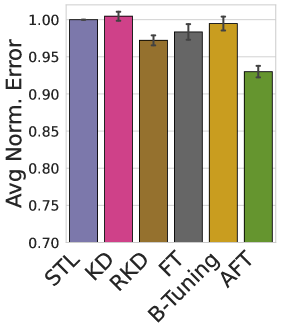 Avg Norm. Error
1.00
0.95
0.90
0.85
0.80
0.75
0.70
STL
KD
RKD
FT
B-Tuning
AFT